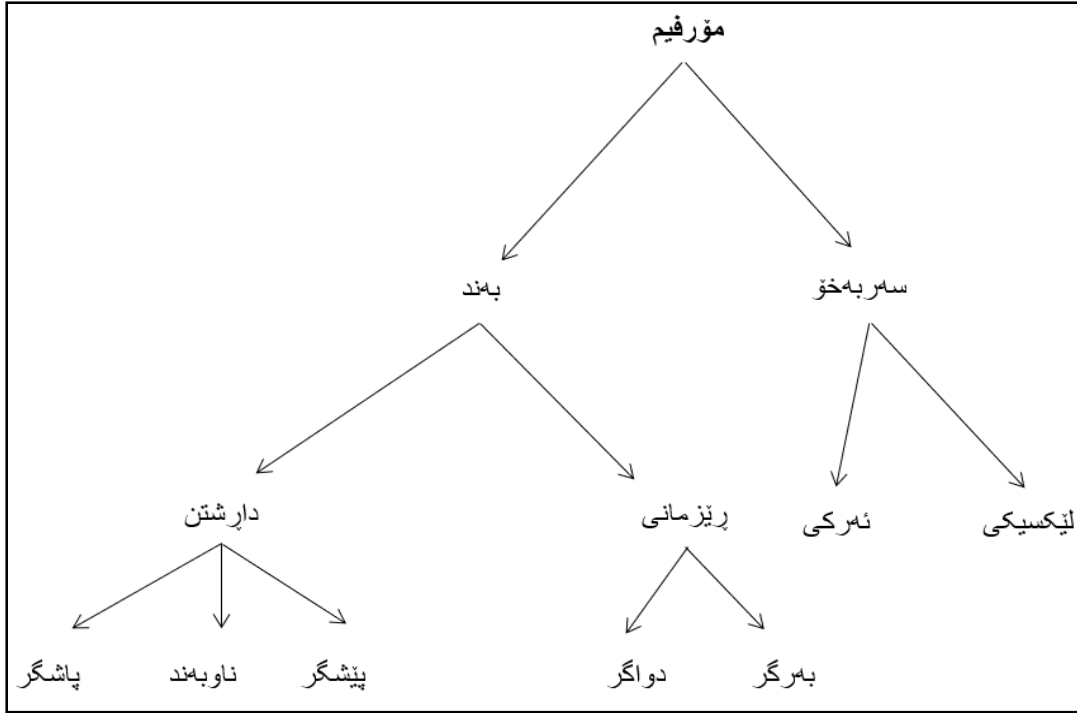 مۆرفیم
سەربەخۆ بەند
لێکسیکی ئەرکی ڕێزمانی داڕشتن
بەرگر دواگر پێشگر ناوبەند پاشگر